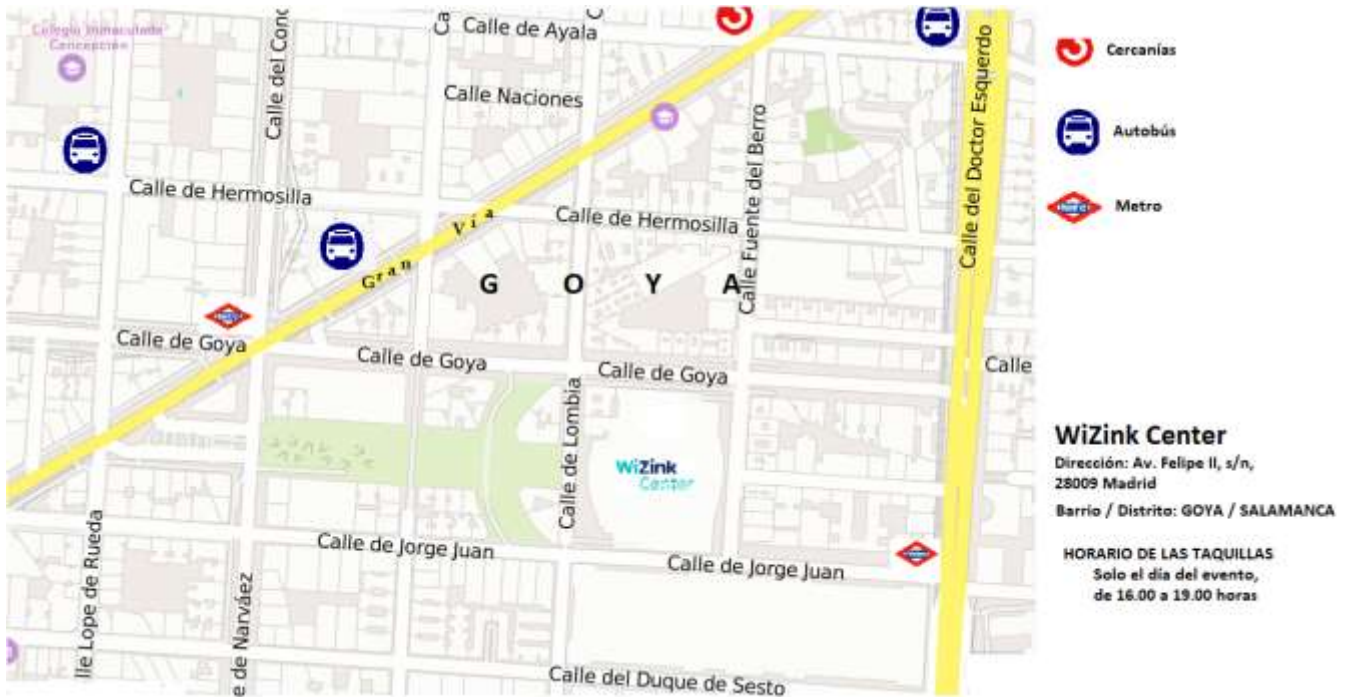 Colegio Inmaculada
Concepción
Calle del Cond
Ca
Calle de Ayala
C
Calle Naciones
Calle de Hermosilla
Gran Vía
Calle de Hermosilla
Calle Fuente del Berro
Calle del Doctor Esquerdo
GOYA
Calle de Goya
Calle de Goya
Calle de Goya
Calle
Calle de Lombia
WiZink
Center
Calle de Jorge Juan
Calle de Jorge Juan
lle Lope de Rueda
e de Narváez
Calle del Duque de Sesto
Cercanías
Autobús
Metro
WiZink Center
Dirección: Av. Felipe II, s/n,
28009 Madrid
Barrio / Distrito: GOYA / SALAMANCA
HORARIO DE LAS TAQUILLAS
Solo el día del evento,
de 16.00 a 19.00 horas